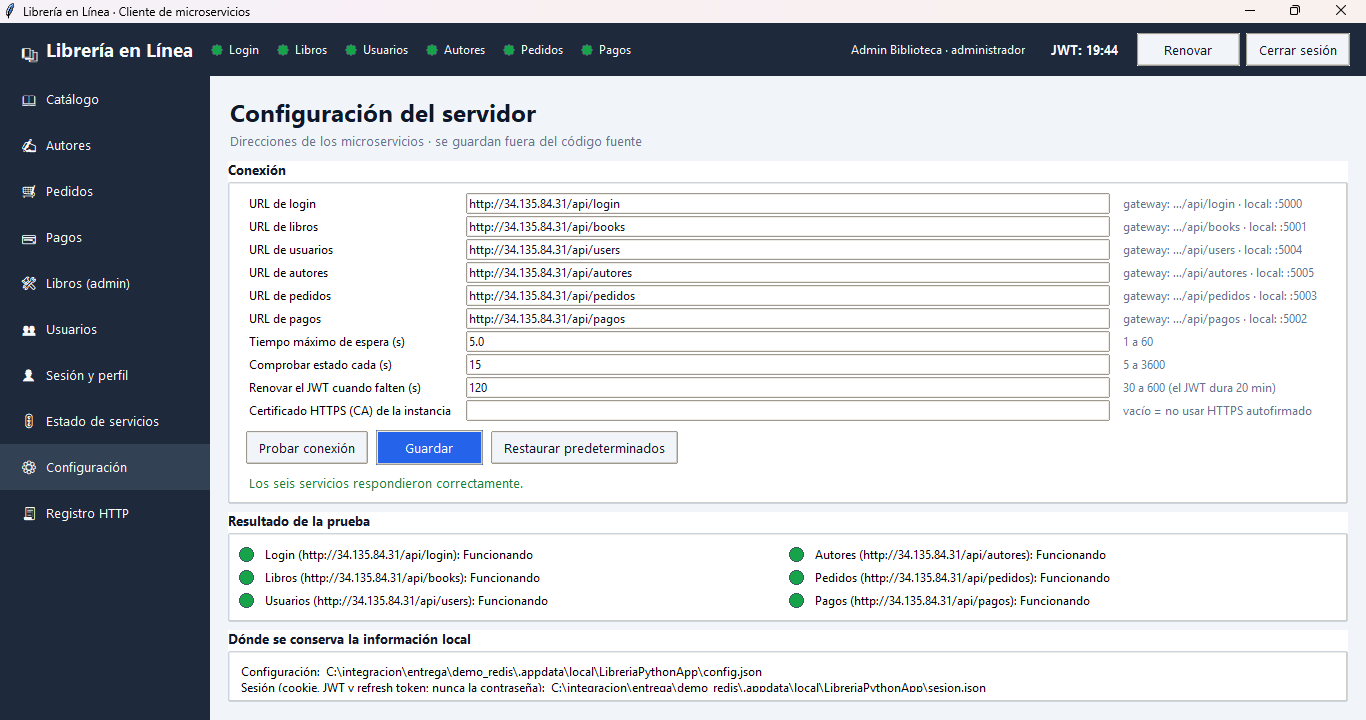 Librería en Línea · Cliente de microservicios
Librería en Línea
Login
Libros
Usuarios
Autores
Pedidos
Pagos
Admin Biblioteca · administrador
JWT: 19:44
Renovar
Cerrar sesión
Catálogo
Autores
Pedidos
Pagos
Libros (admin)
Usuarios
Sesión y perfil
Estado de servicios
Configuración
Registro HTTP
Configuración del servidor
Direcciones de los microservicios · se guardan fuera del código fuente
Conexión
URL de login http://34.135.84.31/api/login gateway: .../api/login · local: :5000
URL de libros http://34.135.84.31/api/books gateway: .../api/books · local: :5001
URL de usuarios http://34.135.84.31/api/users gateway: .../api/users · local: :5004
URL de autores http://34.135.84.31/api/autores gateway: .../api/autores · local: :5005
URL de pedidos http://34.135.84.31/api/pedidos gateway: .../api/pedidos · local: :5003
URL de pagos http://34.135.84.31/api/pagos gateway: .../api/pagos · local: :5002
Tiempo máximo de espera (s) 5.0 1 a 60
Comprobar estado cada (s) 15 5 a 3600
Renovar el JWT cuando falten (s) 120 30 a 600 (el JWT dura 20 min)
Certificado HTTPS (CA) de la instancia vacío = no usar HTTPS autofirmado
Probar conexión
Guardar
Restaurar predeterminados
Los seis servicios respondieron correctamente.
Resultado de la prueba
Login (http://34.135.84.31/api/login): Funcionando
Autores (http://34.135.84.31/api/autores): Funcionando
Libros (http://34.135.84.31/api/books): Funcionando
Pedidos (http://34.135.84.31/api/pedidos): Funcionando
Usuarios (http://34.135.84.31/api/users): Funcionando
Pagos (http://34.135.84.31/api/pagos): Funcionando
Dónde se conserva la información local
Configuración: C:\integracion\entrega\demo_redis\.appdata\local\LibreriaPythonApp\config.json
Sesión (cookie, JWT y refresh token; nunca la contraseña): C:\integracion\entrega\demo_redis\.appdata\local\LibreriaPythonApp\sesion.json